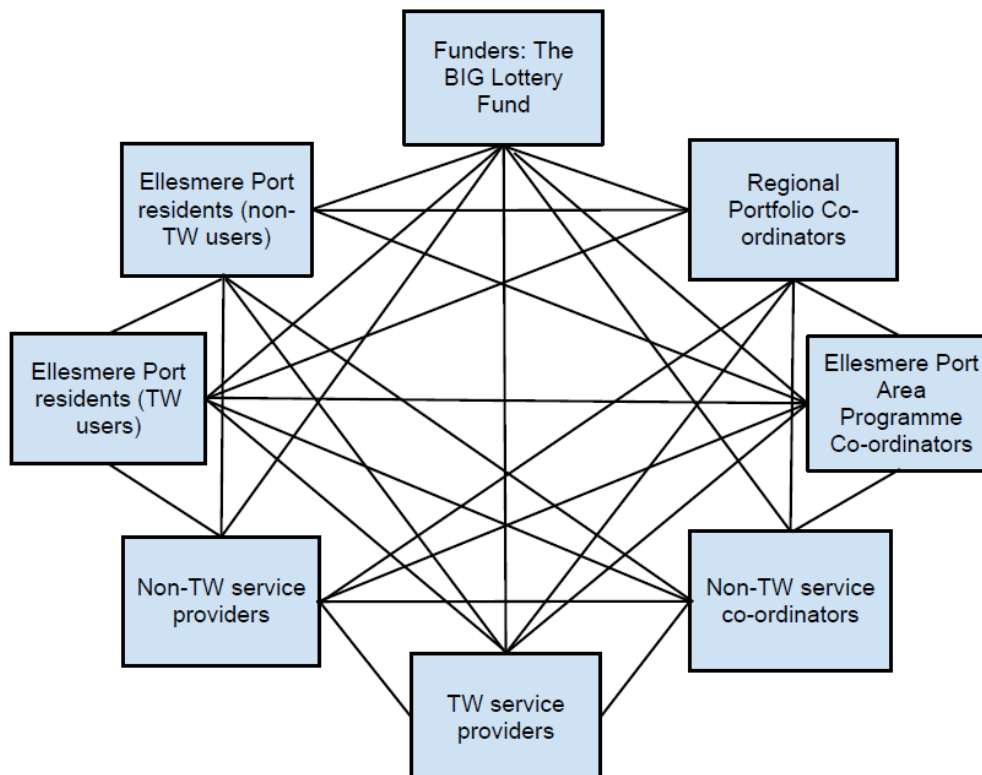 Funders: The
BIG Lottery
Fund
Ellesmere Port
residents (non-
TW users)
Regional
Portfolio Co-
ordinators
Ellesmere Port
residents (TW
users)
Ellesmere Port
Area
Programme
Co-ordinators
Non-TW service
providers
Non-TW service
co-ordinators
TW service
providers